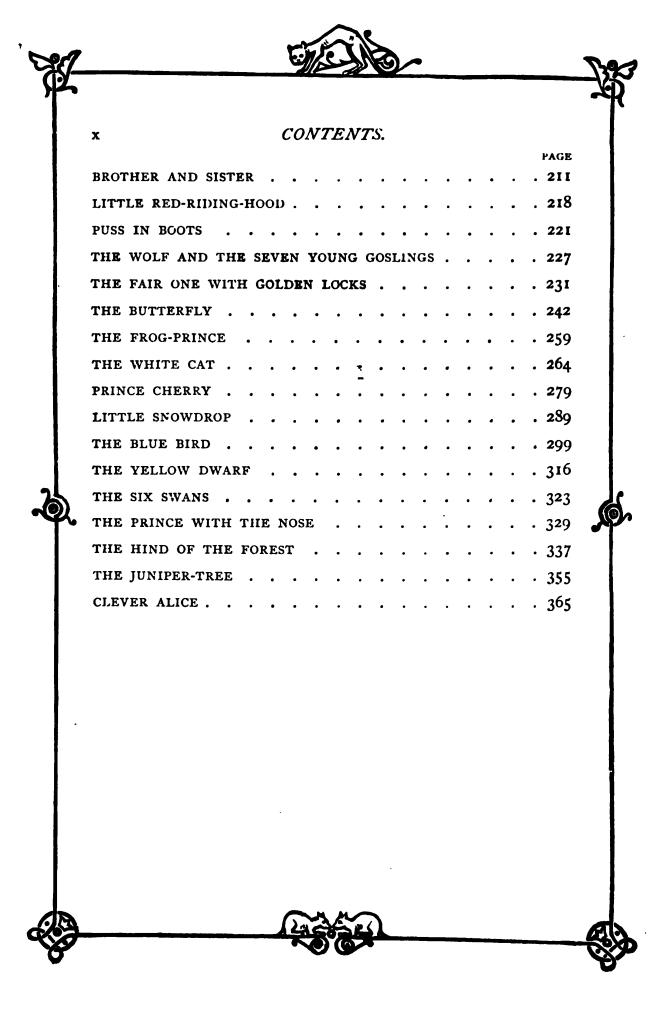 x CONTENTS.
PAGE
BROTHER AND SISTER . . . . . . . . . . . . . 211
LITTLE RED-RIDING-HOOD . . . . . . . . . . . . 218
PUSS IN BOOTS . . . . . . . . . . . . . . . 221
THE WOLF AND THE SEVEN YOUNG GOSLINGS . . . . . 227
THE FAIR ONE WITH GOLDEN LOCKS . . . . . . . . 231
THE BUTTERFLY . . . . . . . . . . . . . . . 242
THE FROG-PRINCE . . . . . . . . . . . . . . 259
THE WHITE CAT . . . . . . . . . . . . . . . 264
PRINCE CHERRY . . . . . . . . . . . . . . . 279
LITTLE SNOWDROP . . . . . . . . . . . . . . 289
THE BLUE BIRD . . . . . . . . . . . . . . . 299
THE YELLOW DWARF . . . . . . . . . . . . . 316
THE SIX SWANS . . . . . . . . . . . . . . . 323
THE PRINCE WITH THE NOSE . . . . . . . . . . 329
THE HIND OF THE FOREST . . . . . . . . . . . 337
THE JUNIPER-TREE . . . . . . . . . . . . . . 355
CLEVER ALICE . . . . . . . . . . . . . . . . 365